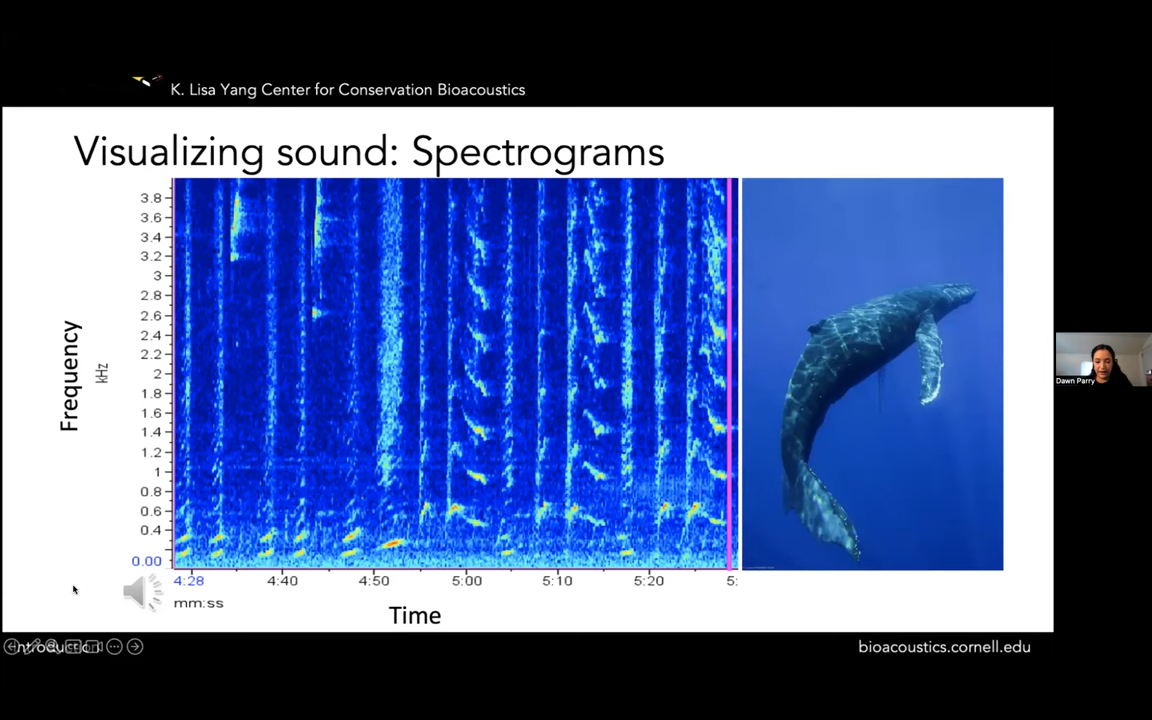 K. Lisa Yang Center for Conservation Bioacoustics
Visualizing sound: Spectrograms
Frequency
kHz
3.8
3.6
3.4
3.2
3
2.8
2.6
2.4
2.2
2
1.8
1.6
1.4
1.2
1
0.8
0.6
0.4
0.00
4:28 4:40 4:50 5:00 5:10 5:20 5:
mm:ss
Time
Dawn Parry
bioacoustics.cornell.edu